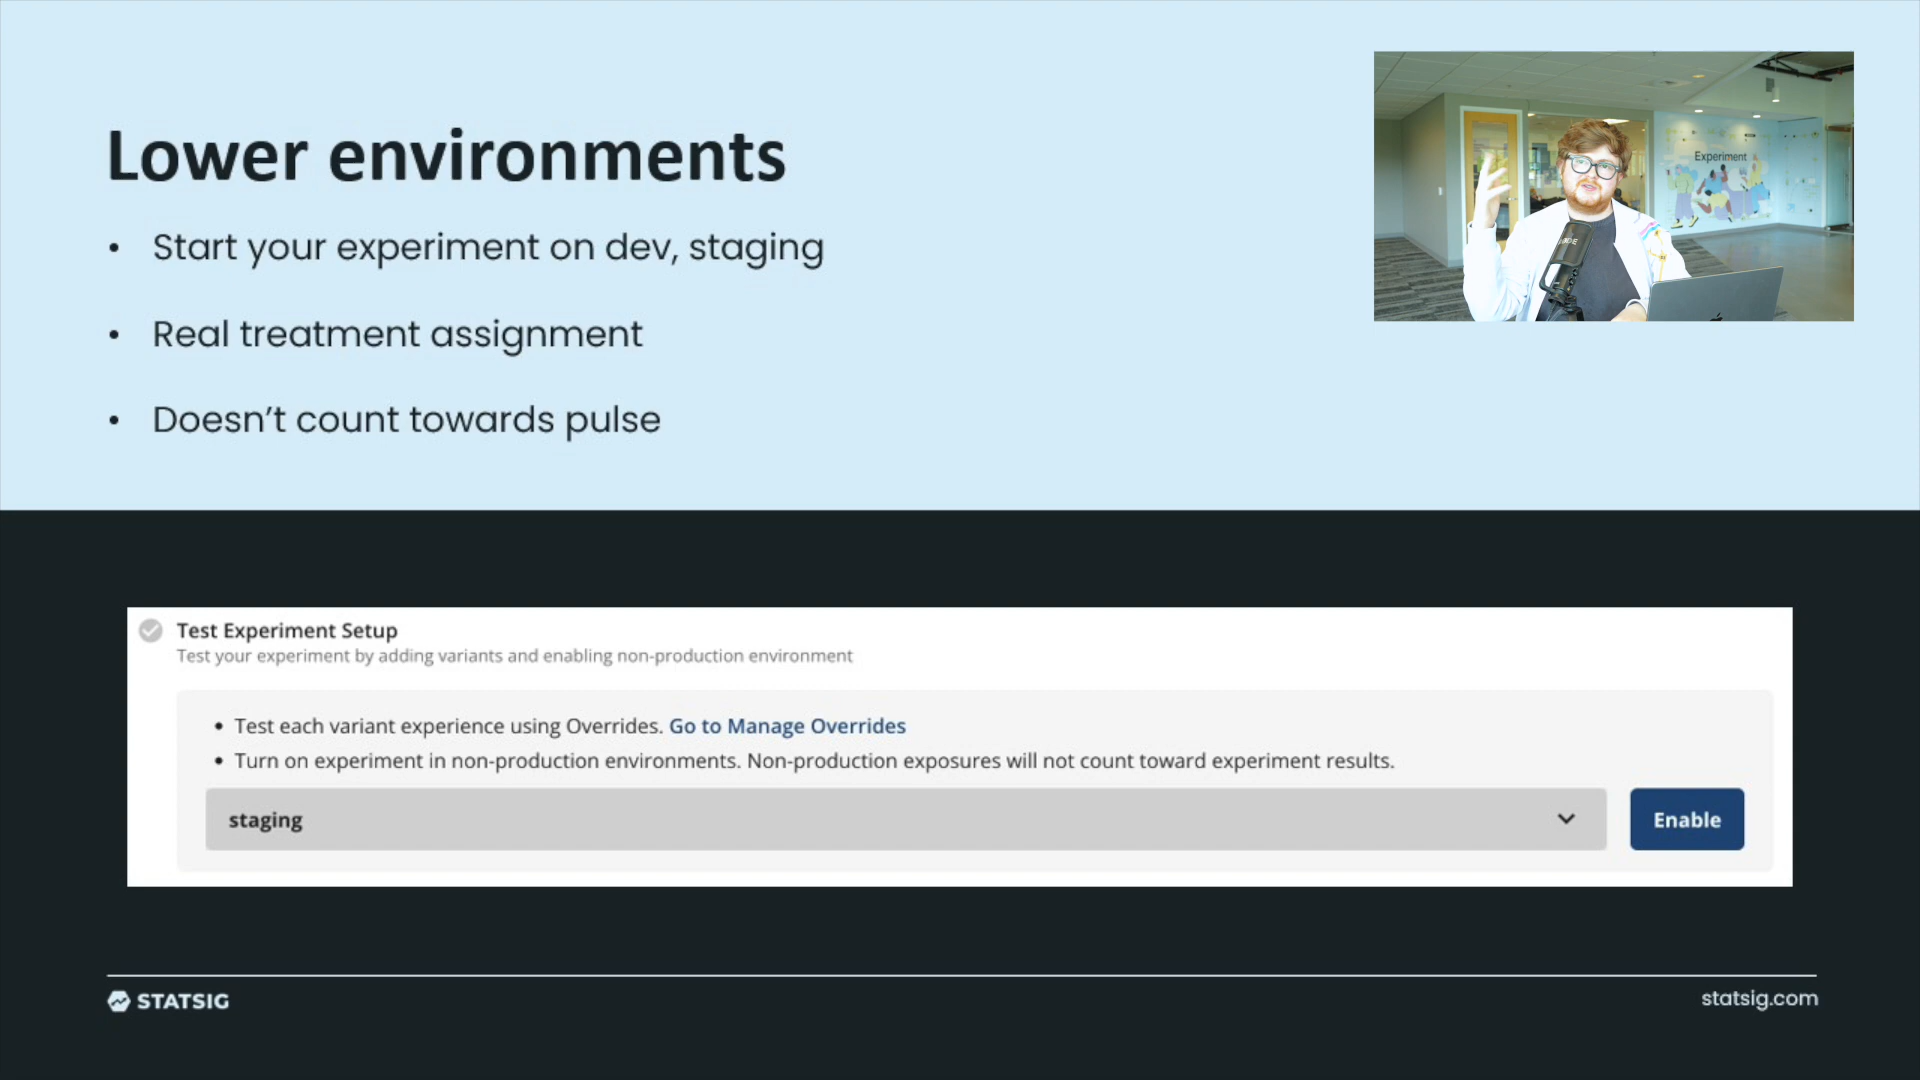 Lower environments
• Start your experiment on dev, staging
• Real treatment assignment
• Doesn’t count towards pulse
Experiment
Test Experiment Setup
Test your experiment by adding variants and enabling non-production environment
• Test each variant experience using Overrides. Go to Manage Overrides
• Turn on experiment in non-production environments. Non-production exposures will not count toward experiment results.
staging
Enable
STATSIG
statsig.com